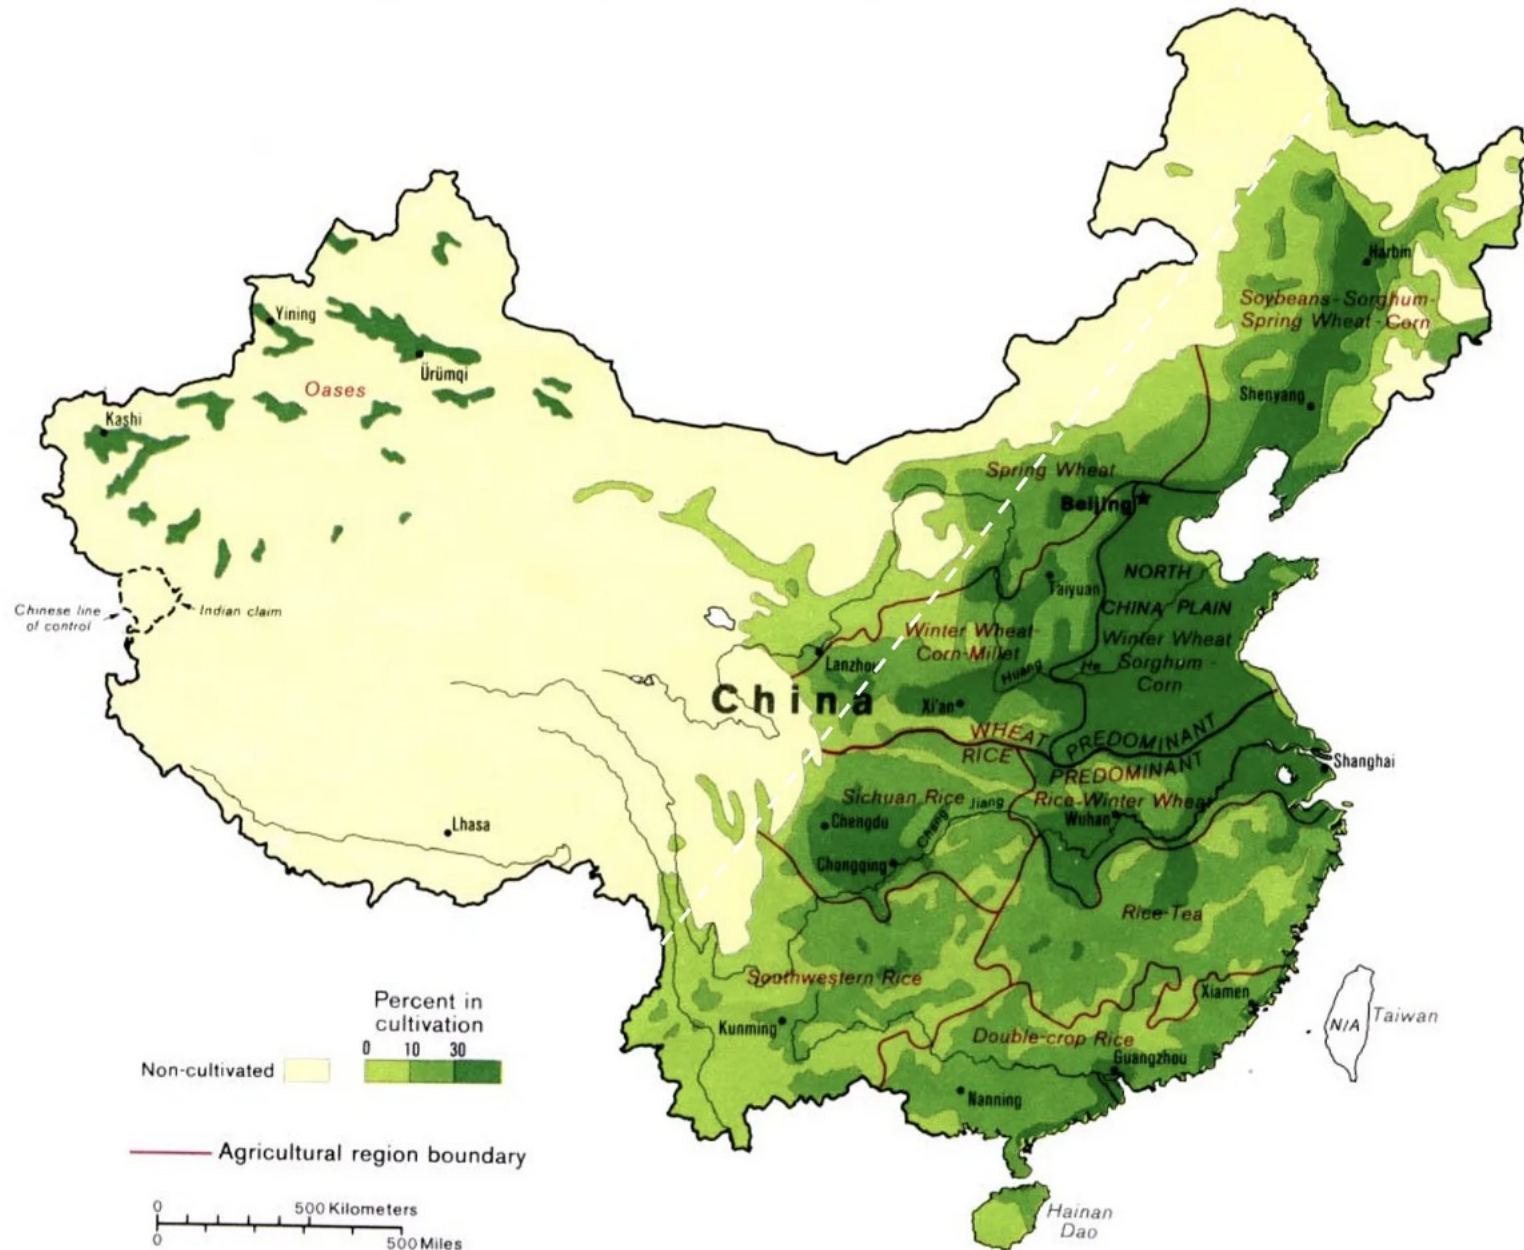 Harbin
Soybeans-Sorghum-
Spring Wheat-Corn
Yining
Ürümqi
Oases
Kashi
Shenyang
Spring Wheat
Beijing
NORTH
CHINA PLAIN
Taiyuan
Chinese line
of control
Indian claim
Winter Wheat-
Corn-Millet
Winter Wheat
Sorghum -
Corn
Lanzhou
Huang
He
China
Xi'an
WHEAT
PREDOMINANT
RICE
PREDOMINANT
Shanghai
Sichuan Rice
Jiang
Rice-Winter Wheat
Chengdu
Chang
Wuhan
Lhasa
Chongqing
Rice-Tea
Southwestern Rice
Xiamen
Kunming
Double-crop Rice
Guangzhou
N/A
Taiwan
Nanning
Hainan
Dao
Percent in
cultivation
0 10 30
Non-cultivated
Agricultural region boundary
0 500 Kilometers
0 500 Miles